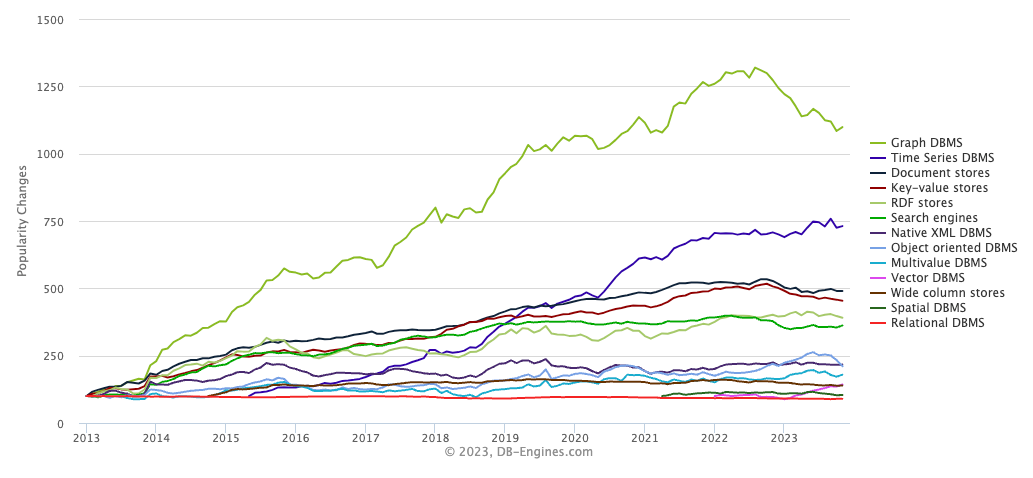 1500
1250
1000
750
500
250
0
Popularity Changes
2013 2014 2015 2016 2017 2018 2019 2020 2021 2022 2023
© 2023, DB-Engines.com
Graph DBMS
Time Series DBMS
Document stores
Key-value stores
RDF stores
Search engines
Native XML DBMS
Object oriented DBMS
Multivalue DBMS
Vector DBMS
Wide column stores
Spatial DBMS
Relational DBMS